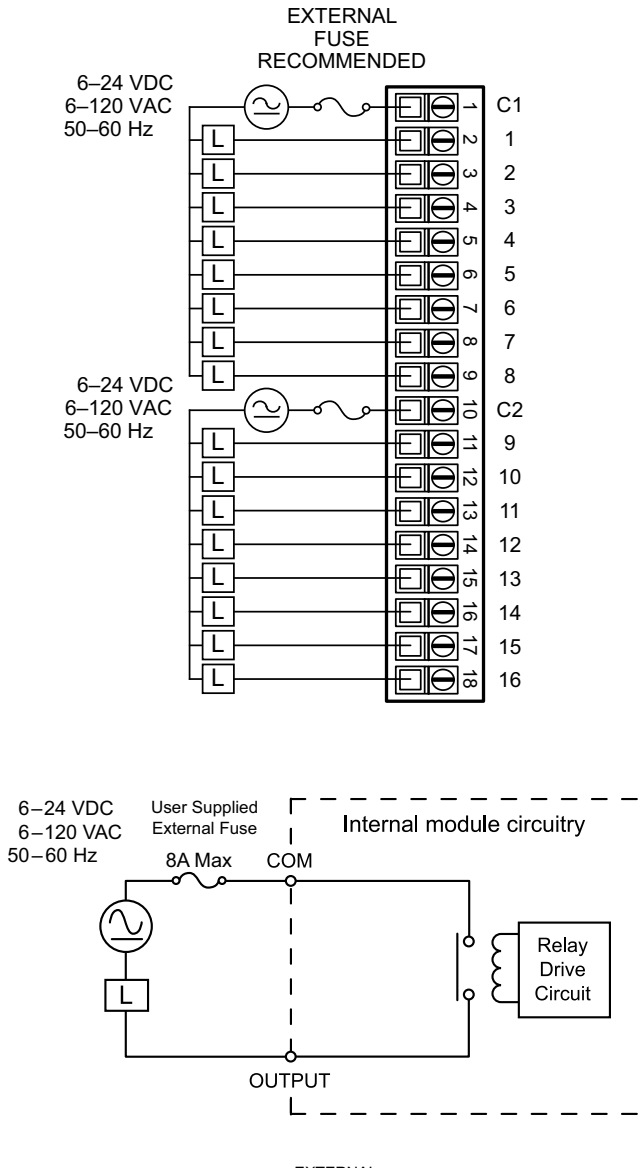 EXTERNAL
FUSE
RECOMMENDED
6–24 VDC
6–120 VAC
50–60 Hz
1 C1
L 2 1
L 3 2
L 4 3
L 5 4
L 6 5
L 7 6
L 8 7
L 9 8
6–24 VDC
6–120 VAC
50–60 Hz
10 C2
L 11 9
L 12 10
L 13 11
L 14 12
L 15 13
L 16 14
L 17 15
L 18 16
6–24 VDC
6–120 VAC
50–60 Hz
User Supplied
External Fuse
8A Max
COM
Internal module circuitry
L
Relay
Drive
Circuit
OUTPUT